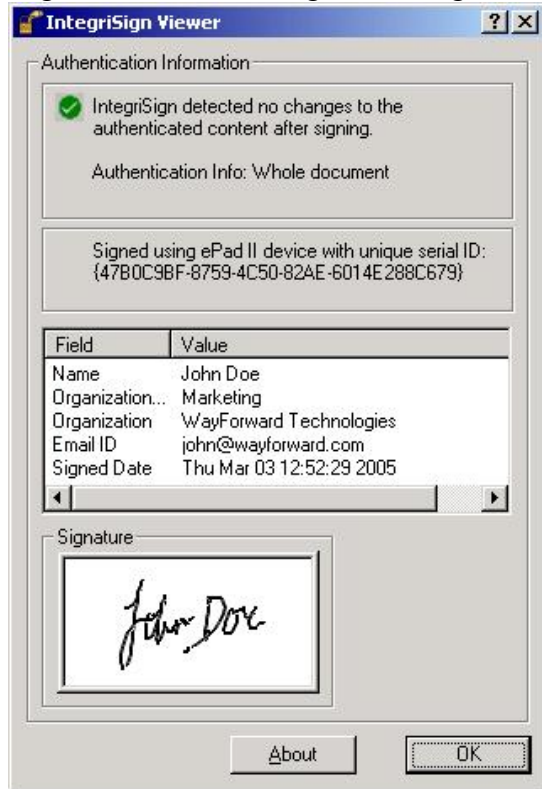 IntegriSign Viewer
Authentication Information
IntegriSign detected no changes to the
authenticated content after signing.
Authentication Info: Whole document
Signed using ePad II device with unique serial ID:
{47B0C9BF-8759-4C50-82AE-6014E288C679}
Field Value
Name John Doe
Organization... Marketing
Organization WayForward Technologies
Email ID john@wayforward.com
Signed Date Thu Mar 03 12:52:29 2005
Signature
John Doe
About OK